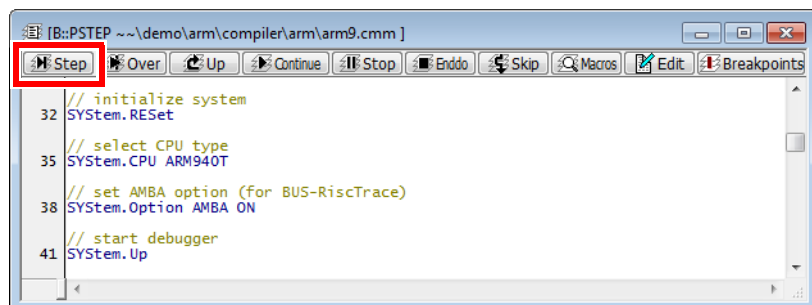 [B::PSTEP ~~\demo\arm\compiler\arm\arm9.cmm ]
Step Over Up Continue Stop Enddo Skip Macros Edit Breakpoints
// initialize system
32 SYStem.RESet
// select CPU type
35 SYStem.CPU ARM940T
// set AMBA option (for BUS-RiscTrace)
38 SYStem.Option AMBA ON
// start debugger
41 SYStem.Up